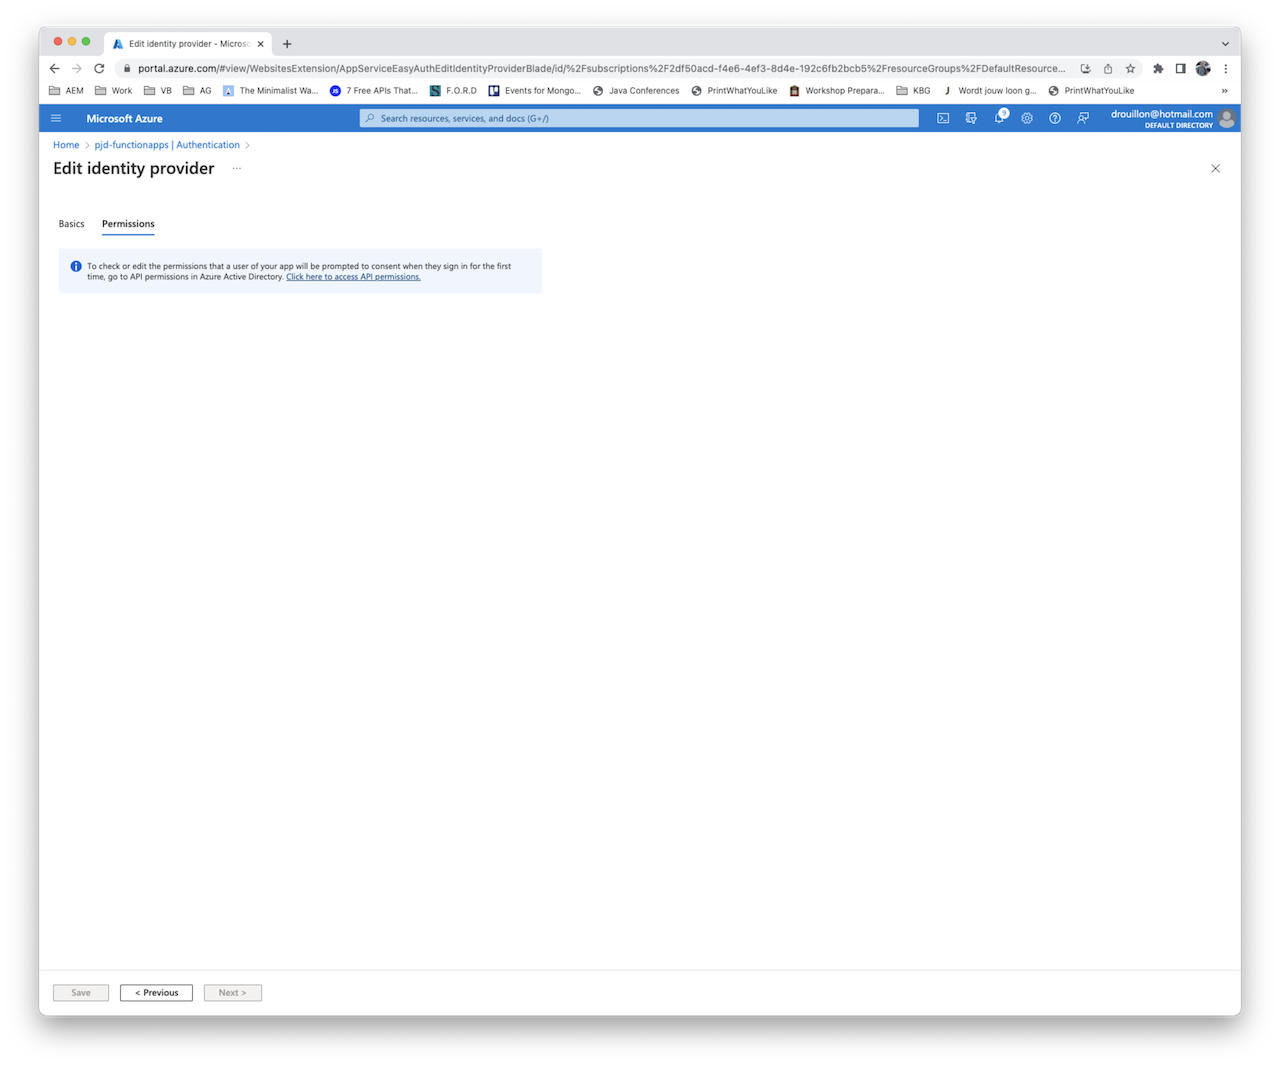 Edit identity provider - Microsc
portal.azure.com/#view/WebsitesExtension/AppServiceEasyAuthEditIdentityProviderBlade/id/%2Fsubscriptions%2F2df50acd-f4e6-4ef3-8d4e-192c6fb2bcb5%2FresourceGroups%2FDefaultResource...
AEM Work VB AG The Minimalist Wa... 7 Free APIs That... F.O.R.D Events for Mongo... Java Conferences PrintWhatYouLike Workshop Prepara... KBG Wordt jouw loon g... PrintWhatYouLike »
Microsoft Azure
Search resources, services, and docs (G+/)
9
drouillon@hotmail.com
DEFAULT DIRECTORY
Home > pjd-functionapps | Authentication >
Edit identity provider ...
Basics Permissions
To check or edit the permissions that a user of your app will be prompted to consent when they sign in for the first
time, go to API permissions in Azure Active Directory. Click here to access API permissions.
Save < Previous Next >